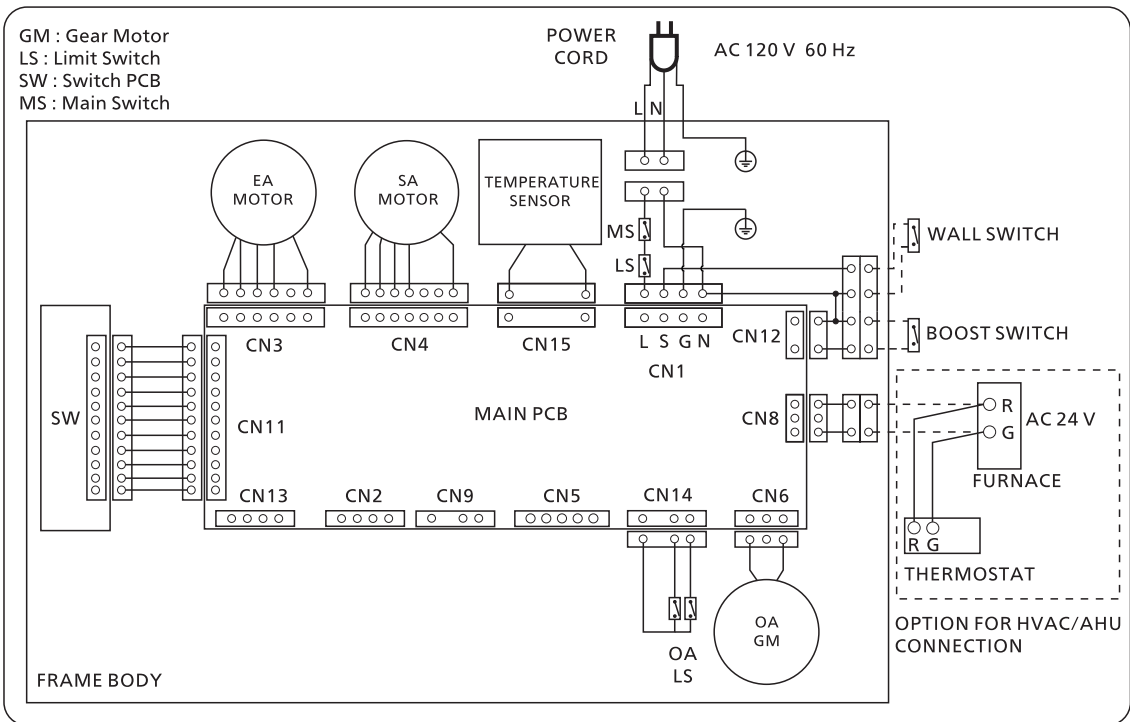 GM : Gear Motor
LS : Limit Switch
SW : Switch PCB
MS : Main Switch
POWER
CORD
AC 120 V 60 Hz
L N
EA
MOTOR
SA
MOTOR
TEMPERATURE
SENSOR
MS
LS
WALL SWITCH
BOOST SWITCH
CN3
CN4
CN15
L S G N
CN1
CN12
SW
CN11
MAIN PCB
CN8
R
G
AC 24 V
FURNACE
CN13
CN2
CN9
CN5
CN14
CN6
R G
THERMOSTAT
OA
LS
OA
GM
OPTION FOR HVAC/AHU
CONNECTION
FRAME BODY